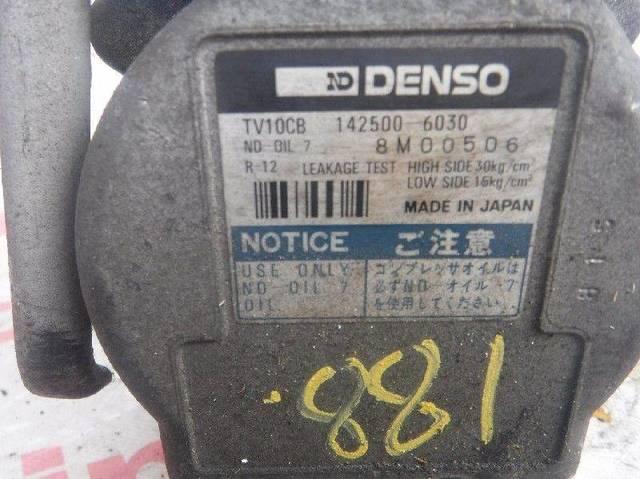 ND DENSO
TV10CB 142500-6030
ND-OIL 7 8M00506
R-12 LEAKAGE TEST HIGH SIDE 30kg/cm²
LOW SIDE 16kg/cm²
MADE IN JAPAN
NOTICE ご注意
USE ONLY
ND-OIL 7
OIL
コンプレッサオイルは
必ずND-オイル-7
を使用してください
.881